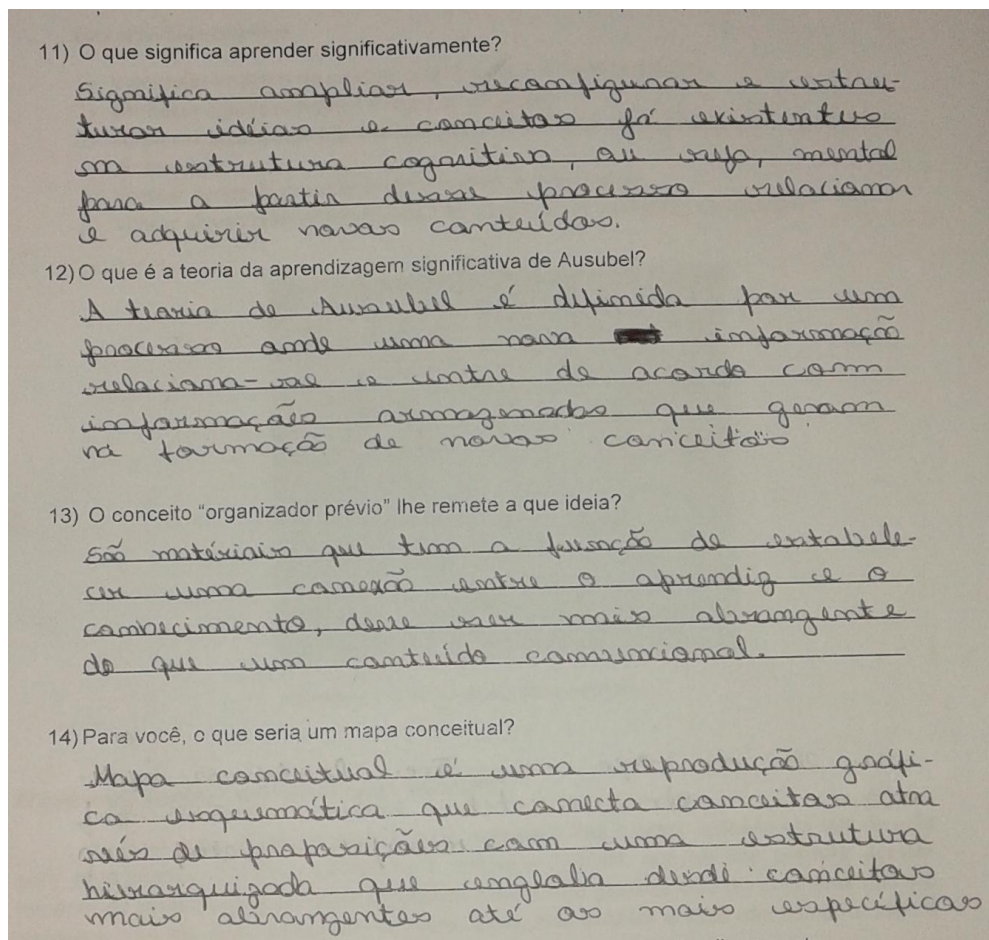 11) O que significa aprender significativamente?
Significa ampliar, reconfigurar e estru-
turar idéias e conceitos já existentes
na estrutura cognitiva, ou seja, mental
para a partir desse processo relacionar
e adquirir novos conteúdos.
12) O que é a teoria da aprendizagem significativa de Ausubel?
A teoria de Ausubel é definida por um
processo onde uma nova informação
relaciona-se e entre de acordo com
informações armazenadas que geram
na formação de novos conceitos
13) O conceito “organizador prévio” lhe remete a que ideia?
São matériais que tem a função de estabele-
cer uma conexão entre o aprendiz e o
conhecimento, deve ser mais abrangente
do que um conteúdo convencional.
14) Para você, o que seria um mapa conceitual?
Mapa conceitual é uma reprodução gráfi-
ca esquemática que conecta conceitos atra
vés de proposições com uma estrutura
hierarquizada que engloba desde conceitos
mais abrangentes até os mais específicos